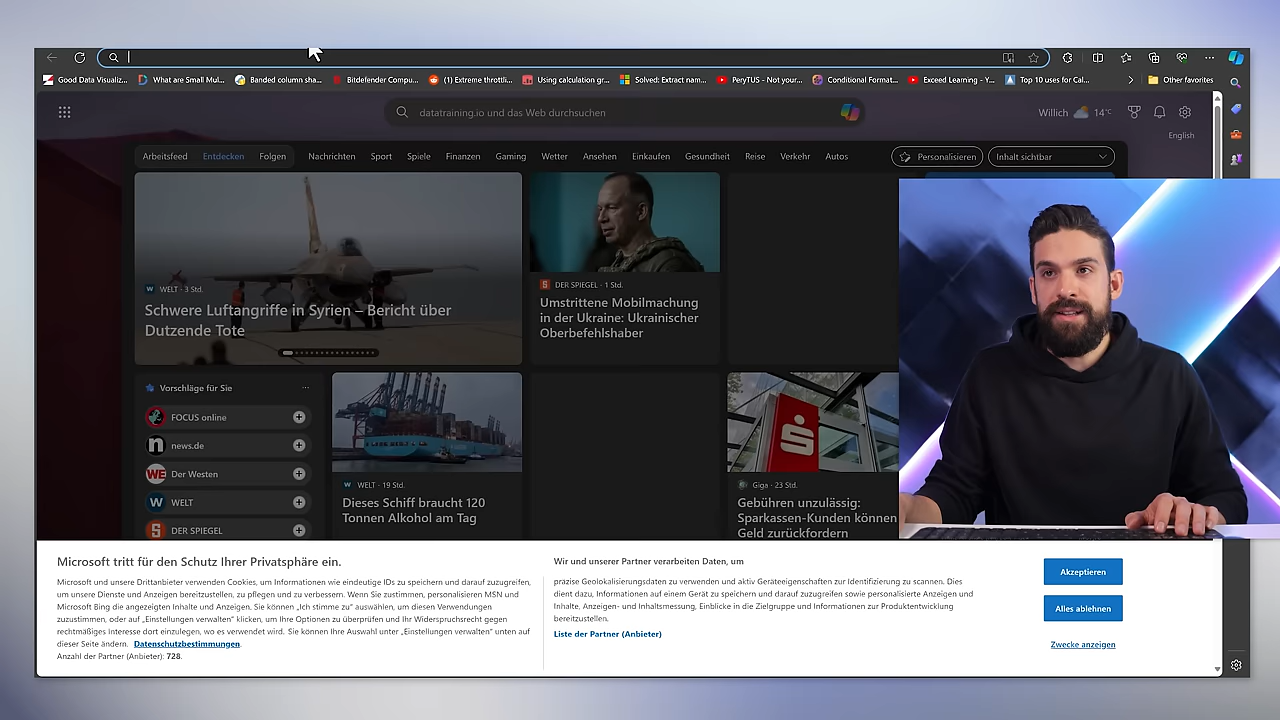 Good Data Visualiz...
What are Small Mul...
Banded column sha...
Bitdefender Compu...
(1) Extreme throttli...
Using calculation gr...
Solved: Extract nam...
PeryTUS - Not your...
Conditional Format...
Exceed Learning - Y...
Top 10 uses for Cal...
Other favorites
datatraining.io und das Web durchsuchen
Willich 14°C
English
Arbeitsfeed Entdecken Folgen Nachrichten Sport Spiele Finanzen Gaming Wetter Ansehen Einkaufen Gesundheit Reise Verkehr Autos Personalisieren Inhalt sichtbar
WELT · 3 Std.
Schwere Luftangriffe in Syrien – Bericht über
Dutzende Tote
DER SPIEGEL · 1 Std.
Umstrittene Mobilmachung
in der Ukraine: Ukrainischer
Oberbefehlshaber
Vorschläge für Sie
FOCUS online
news.de
Der Westen
WELT
DER SPIEGEL
WELT · 19 Std.
Dieses Schiff braucht 120
Tonnen Alkohol am Tag
Giga · 23 Std.
Gebühren unzulässig:
Sparkassen-Kunden können
Geld zurückfordern
Microsoft tritt für den Schutz Ihrer Privatsphäre ein.
Microsoft und unsere Drittanbieter verwenden Cookies, um Informationen wie eindeutige IDs zu speichern und darauf zuzugreifen,
um unsere Dienste und Anzeigen bereitzustellen, zu pflegen und zu verbessern. Wenn Sie zustimmen, personalisieren MSN und
Microsoft Bing die angezeigten Inhalte und Anzeigen. Sie können „Ich stimme zu" auswählen, um diesen Verwendungen
zuzustimmen, oder auf „Einstellungen verwalten" klicken, um Ihre Optionen zu überprüfen und Ihr Widerspruchsrecht gegen
rechtmäßiges Interesse dort einzulegen, wo es verwendet wird. Sie können Ihre Auswahl unter „Einstellungen verwalten" unten auf
dieser Seite ändern. Datenschutzbestimmungen.
Anzahl der Partner (Anbieter): 728.
Wir und unserer Partner verarbeiten Daten, um
präzise Geolokalisierungsdaten zu verwenden und aktiv Geräteeigenschaften zur Identifizierung zu scannen. Dies
dient dazu, Informationen auf einem Gerät zu speichern und darauf zuzugreifen sowie personalisierte Anzeigen und
Inhalte, Anzeigen- und Inhaltsmessung, Einblicke in die Zielgruppe und Informationen zur Produktentwicklung
bereitzustellen.
Liste der Partner (Anbieter)
Akzeptieren
Alles ablehnen
Zwecke anzeigen